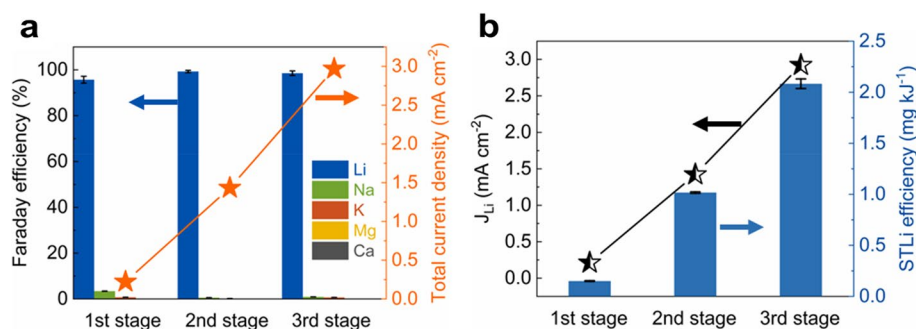 a
Faraday efficiency (%)
100
80
60
40
20
0
Li
Na
K
Mg
Ca
3.0
2.5
2.0
1.5
1.0
0.5
0.0
Total current density (mA cm-2)
1st stage 2nd stage 3rd stage
b
JLi (mA cm-2)
3.0
2.5
2.0
1.5
1.0
0.5
0.0
2.5
2.0
1.5
1.0
0.5
0.0
STLi efficiency (mg kJ-1)
1st stage 2nd stage 3rd stage